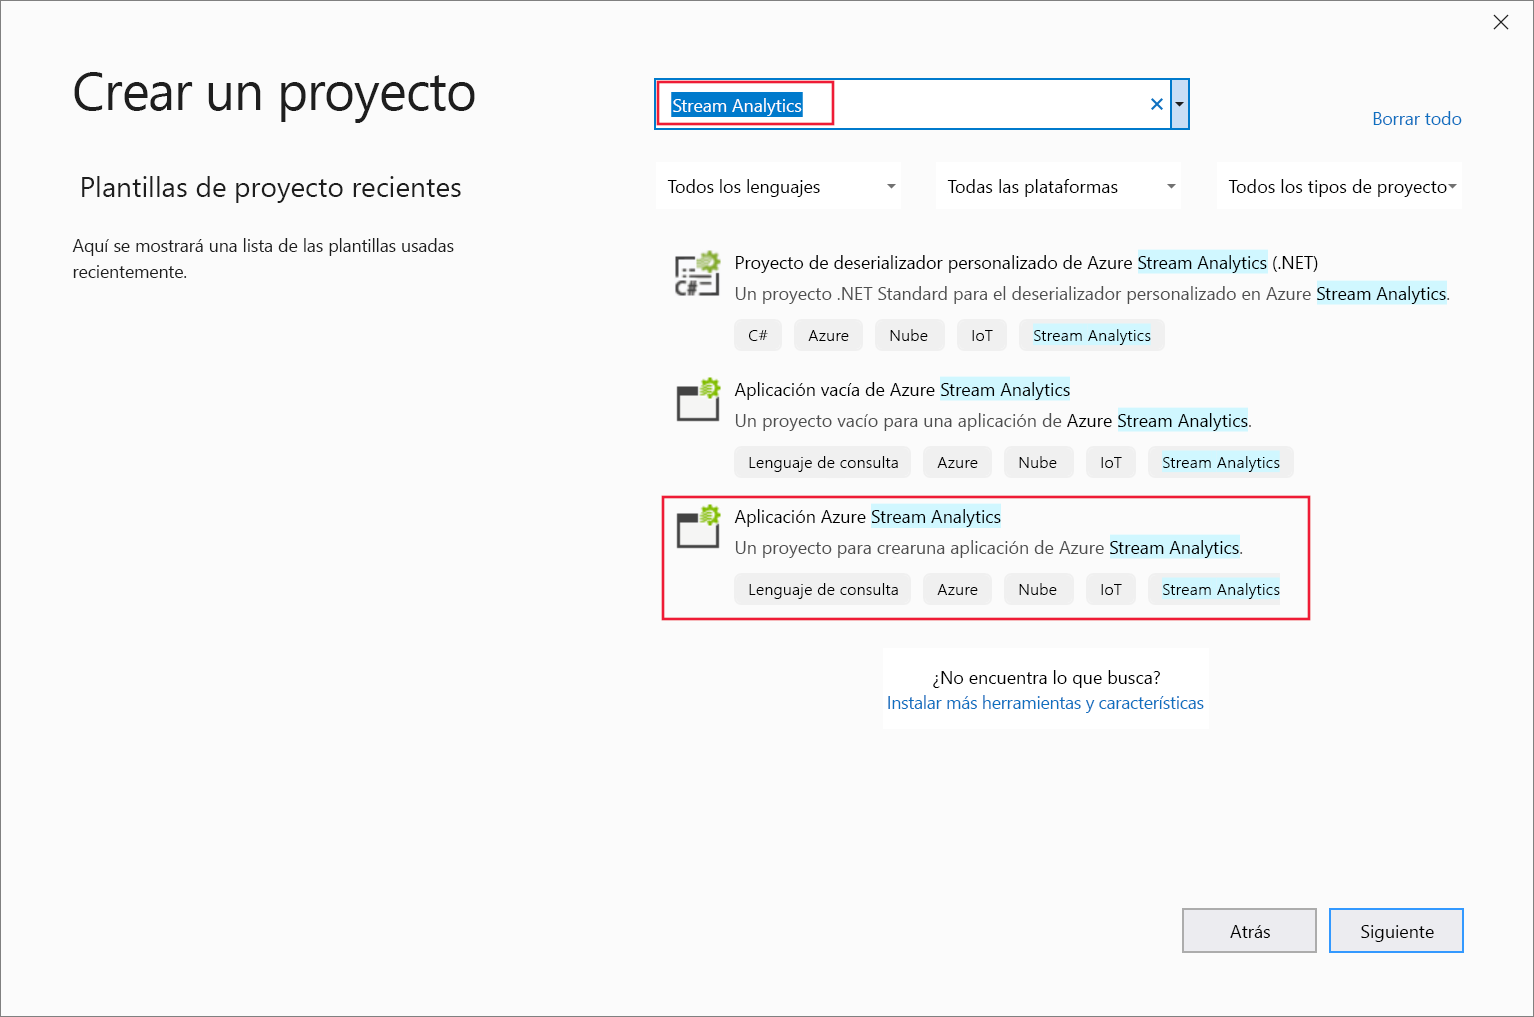 Crear un proyecto
Stream Analytics
Borrar todo
Plantillas de proyecto recientes
Aquí se mostrará una lista de las plantillas usadas
recientemente.
Todos los lenguajes
Todas las plataformas
Todos los tipos de proyecto
C#
Proyecto de deserializador personalizado de Azure Stream Analytics (.NET)
Un proyecto .NET Standard para el deserializador personalizado en Azure Stream Analytics.
C# Azure Nube IoT Stream Analytics
Aplicación vacía de Azure Stream Analytics
Un proyecto vacío para una aplicación de Azure Stream Analytics.
Lenguaje de consulta Azure Nube IoT Stream Analytics
Aplicación Azure Stream Analytics
Un proyecto para crearuna aplicación de Azure Stream Analytics.
Lenguaje de consulta Azure Nube IoT Stream Analytics
¿No encuentra lo que busca?
Instalar más herramientas y características
Atrás
Siguiente